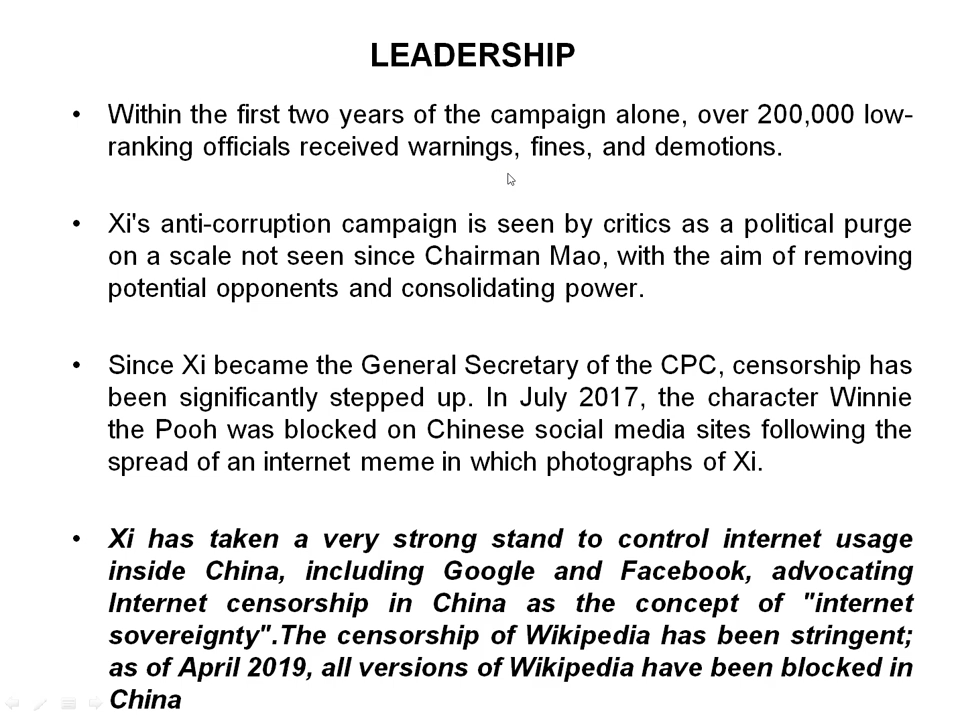 LEADERSHIP
• Within the first two years of the campaign alone, over 200,000 low-
ranking officials received warnings, fines, and demotions.
• Xi's anti-corruption campaign is seen by critics as a political purge
on a scale not seen since Chairman Mao, with the aim of removing
potential opponents and consolidating power.
• Since Xi became the General Secretary of the CPC, censorship has
been significantly stepped up. In July 2017, the character Winnie
the Pooh was blocked on Chinese social media sites following the
spread of an internet meme in which photographs of Xi.
• Xi has taken a very strong stand to control internet usage
inside China, including Google and Facebook, advocating
Internet censorship in China as the concept of "internet
sovereignty".The censorship of Wikipedia has been stringent;
as of April 2019, all versions of Wikipedia have been blocked in
China